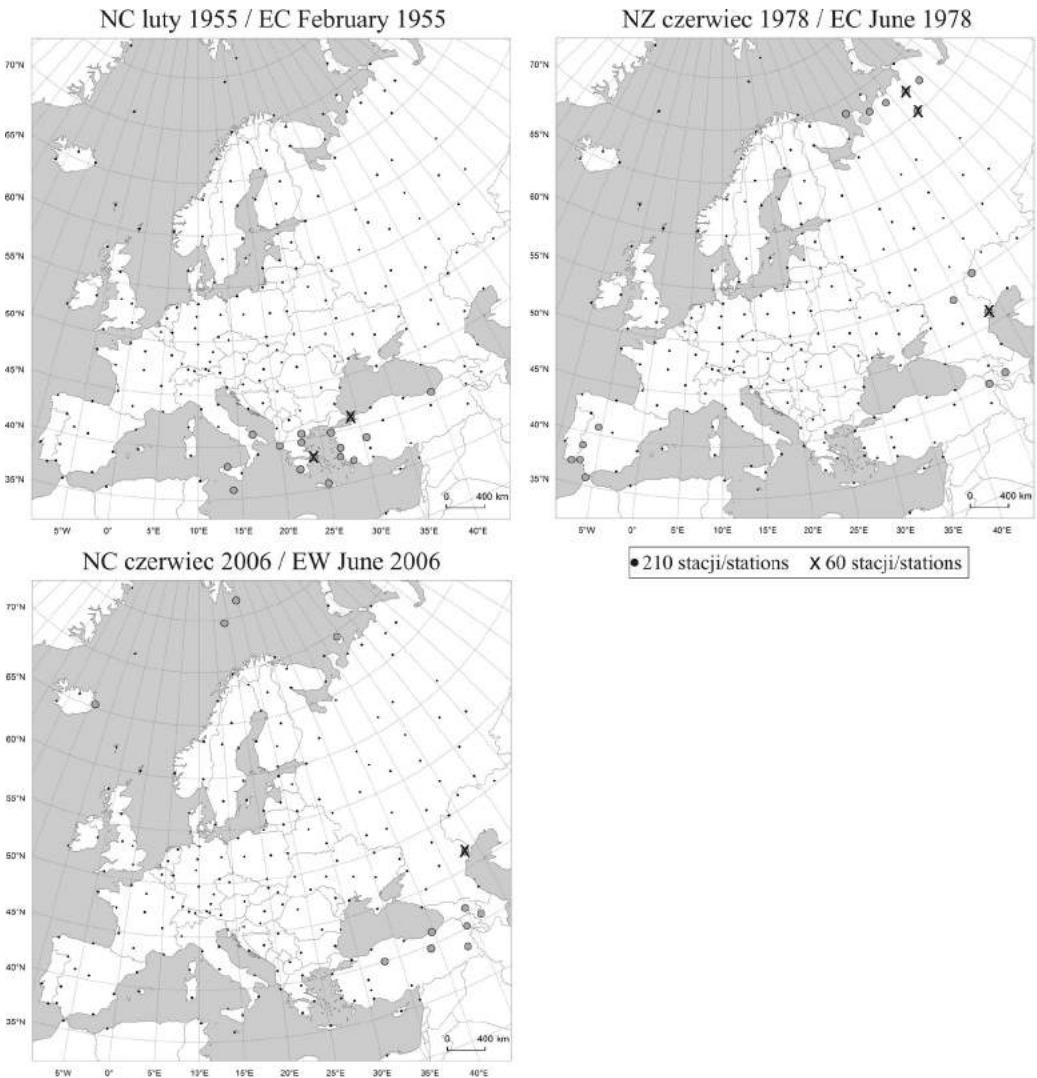 NC luty 1955 / EC February 1955
70°N
65°N
60°N
55°N
50°N
45°N
40°N
35°N
0 400 km
5°W 0° 5°E 10°E 15°E 20°E 25°E 30°E 35°E 40°E
NZ czerwiec 1978 / EC June 1978
70°N
65°N
60°N
55°N
50°N
45°N
40°N
35°N
0 400 km
5°W 0° 5°E 10°E 15°E 20°E 25°E 30°E 35°E 40°E
NC czerwiec 2006 / EW June 2006
70°N
65°N
60°N
55°N
50°N
45°N
40°N
35°N
0 400 km
5°W 0° 5°E 10°E 15°E 20°E 25°E 30°E 35°E 40°E
210 stacji/stations X 60 stacji/stations